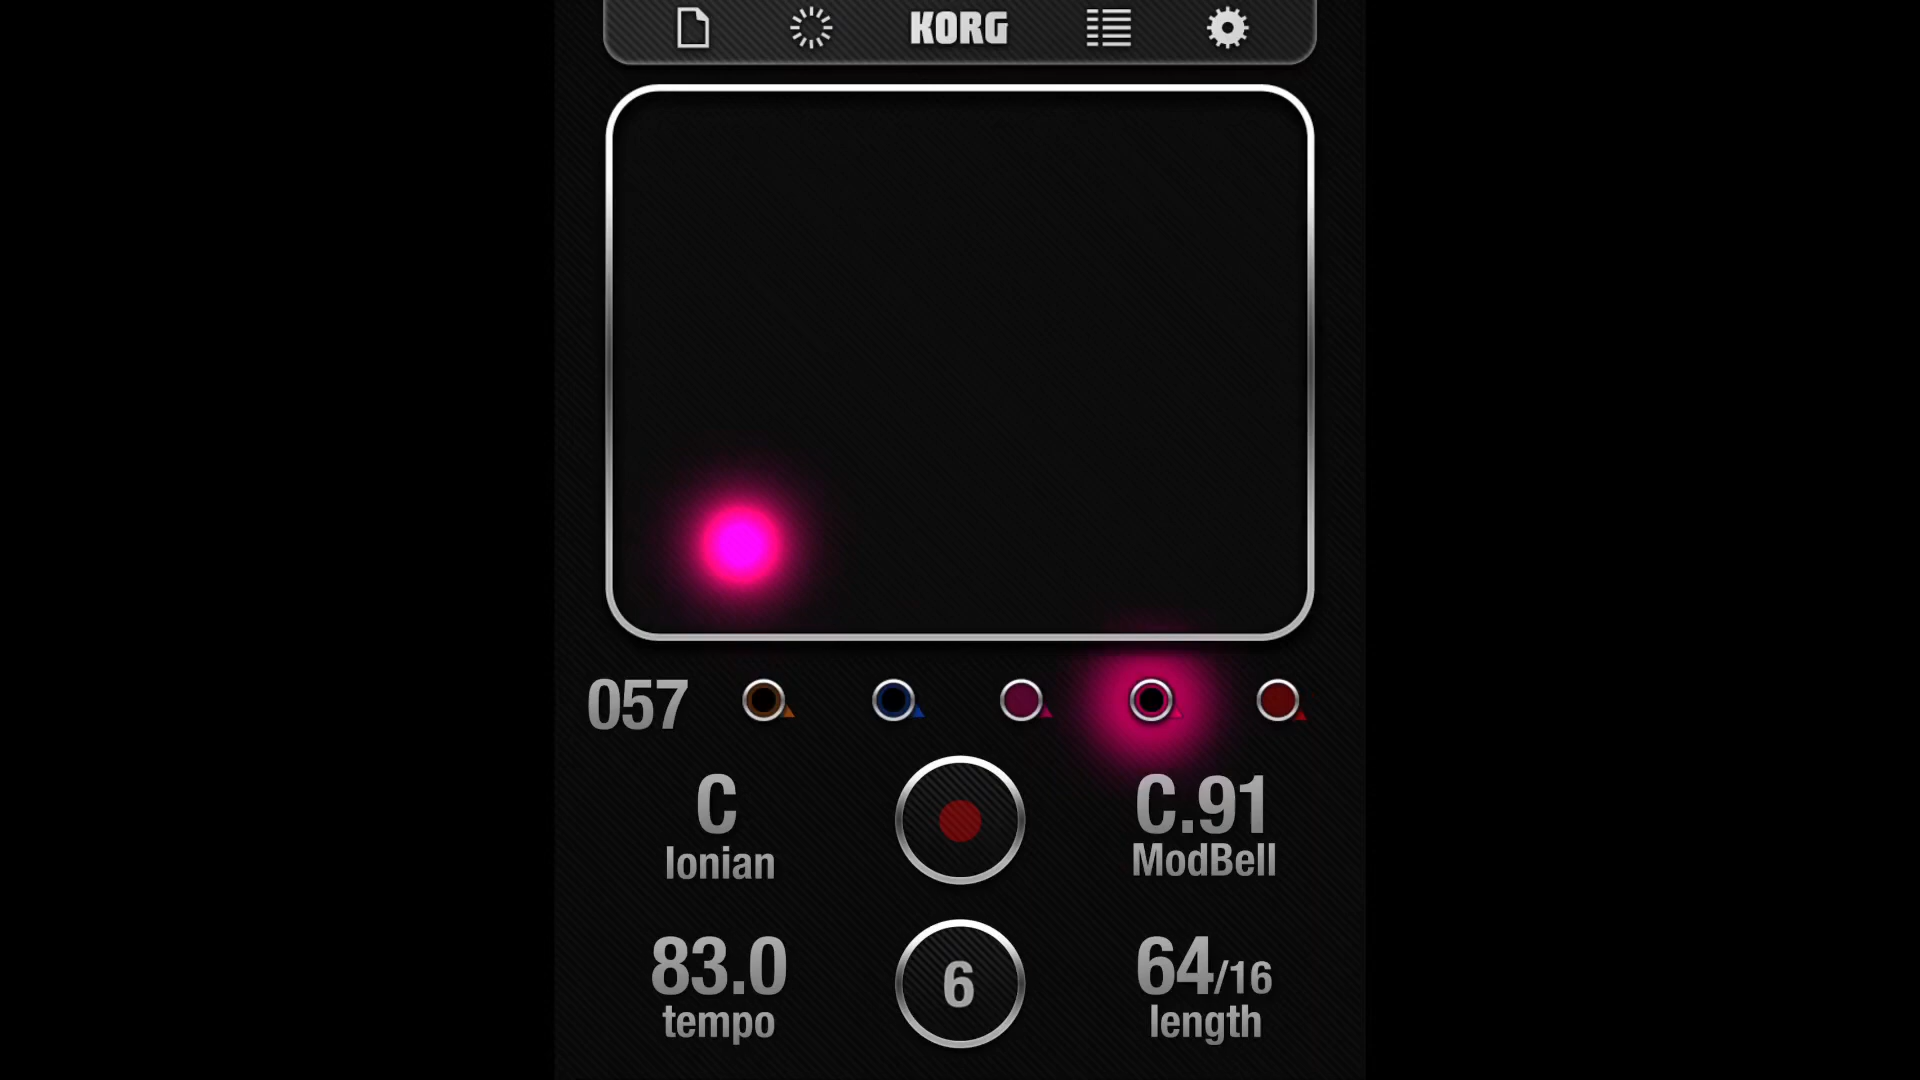 KORG
057
C
Ionian
C.91
ModBell
83.0
tempo
6
64/16
length